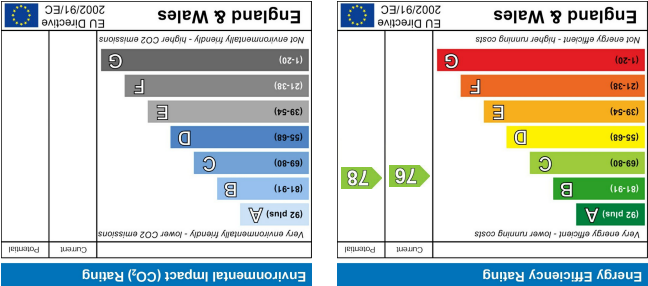 Energy Efficiency Rating
Current Potential
Very energy efficient - lower running costs
(92 plus) A
(81-91) B
(69-80) C
(55-68) D
(39-54) E
(21-38) F
(1-20) G
76
78
Not energy efficient - higher running costs
England & Wales
EU Directive
2002/91/EC
Environmental Impact (CO₂) Rating
Current Potential
Very environmentally friendly - lower CO2 emissions
(92 plus) A
(81-91) B
(69-80) C
(55-68) D
(39-54) E
(21-38) F
(1-20) G
Not environmentally friendly - higher CO2 emissions
England & Wales
EU Directive
2002/91/EC